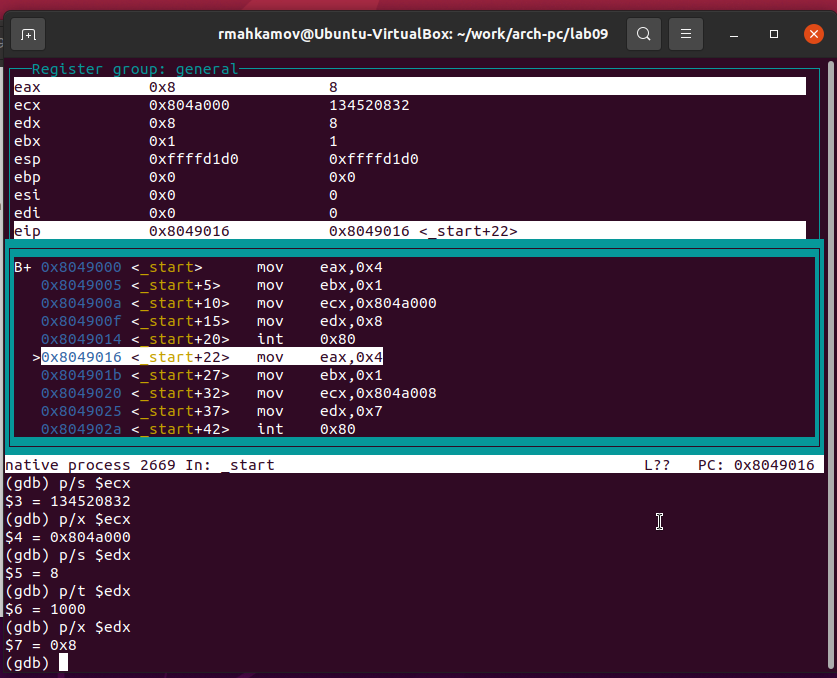 rmahkamov@Ubuntu-VirtualBox: ~/work/arch-pc/lab09
Register group: general
eax 0x8 8
ecx 0x804a000 134520832
edx 0x8 8
ebx 0x1 1
esp 0xffffd1d0 0xffffd1d0
ebp 0x0 0x0
esi 0x0 0
edi 0x0 0
eip 0x8049016 0x8049016 <_start+22>
B+ 0x8049000 <_start> mov eax,0x4
0x8049005 <_start+5> mov ebx,0x1
0x804900a <_start+10> mov ecx,0x804a000
0x804900f <_start+15> mov edx,0x8
0x8049014 <_start+20> int 0x80
>0x8049016 <_start+22> mov eax,0x4
0x804901b <_start+27> mov ebx,0x1
0x8049020 <_start+32> mov ecx,0x804a008
0x8049025 <_start+37> mov edx,0x7
0x804902a <_start+42> int 0x80
native process 2669 In: _start L?? PC: 0x8049016
(gdb) p/s $ecx
$3 = 134520832
(gdb) p/x $ecx
$4 = 0x804a000
(gdb) p/s $edx
$5 = 8
(gdb) p/t $edx
$6 = 1000
(gdb) p/x $edx
$7 = 0x8
(gdb)